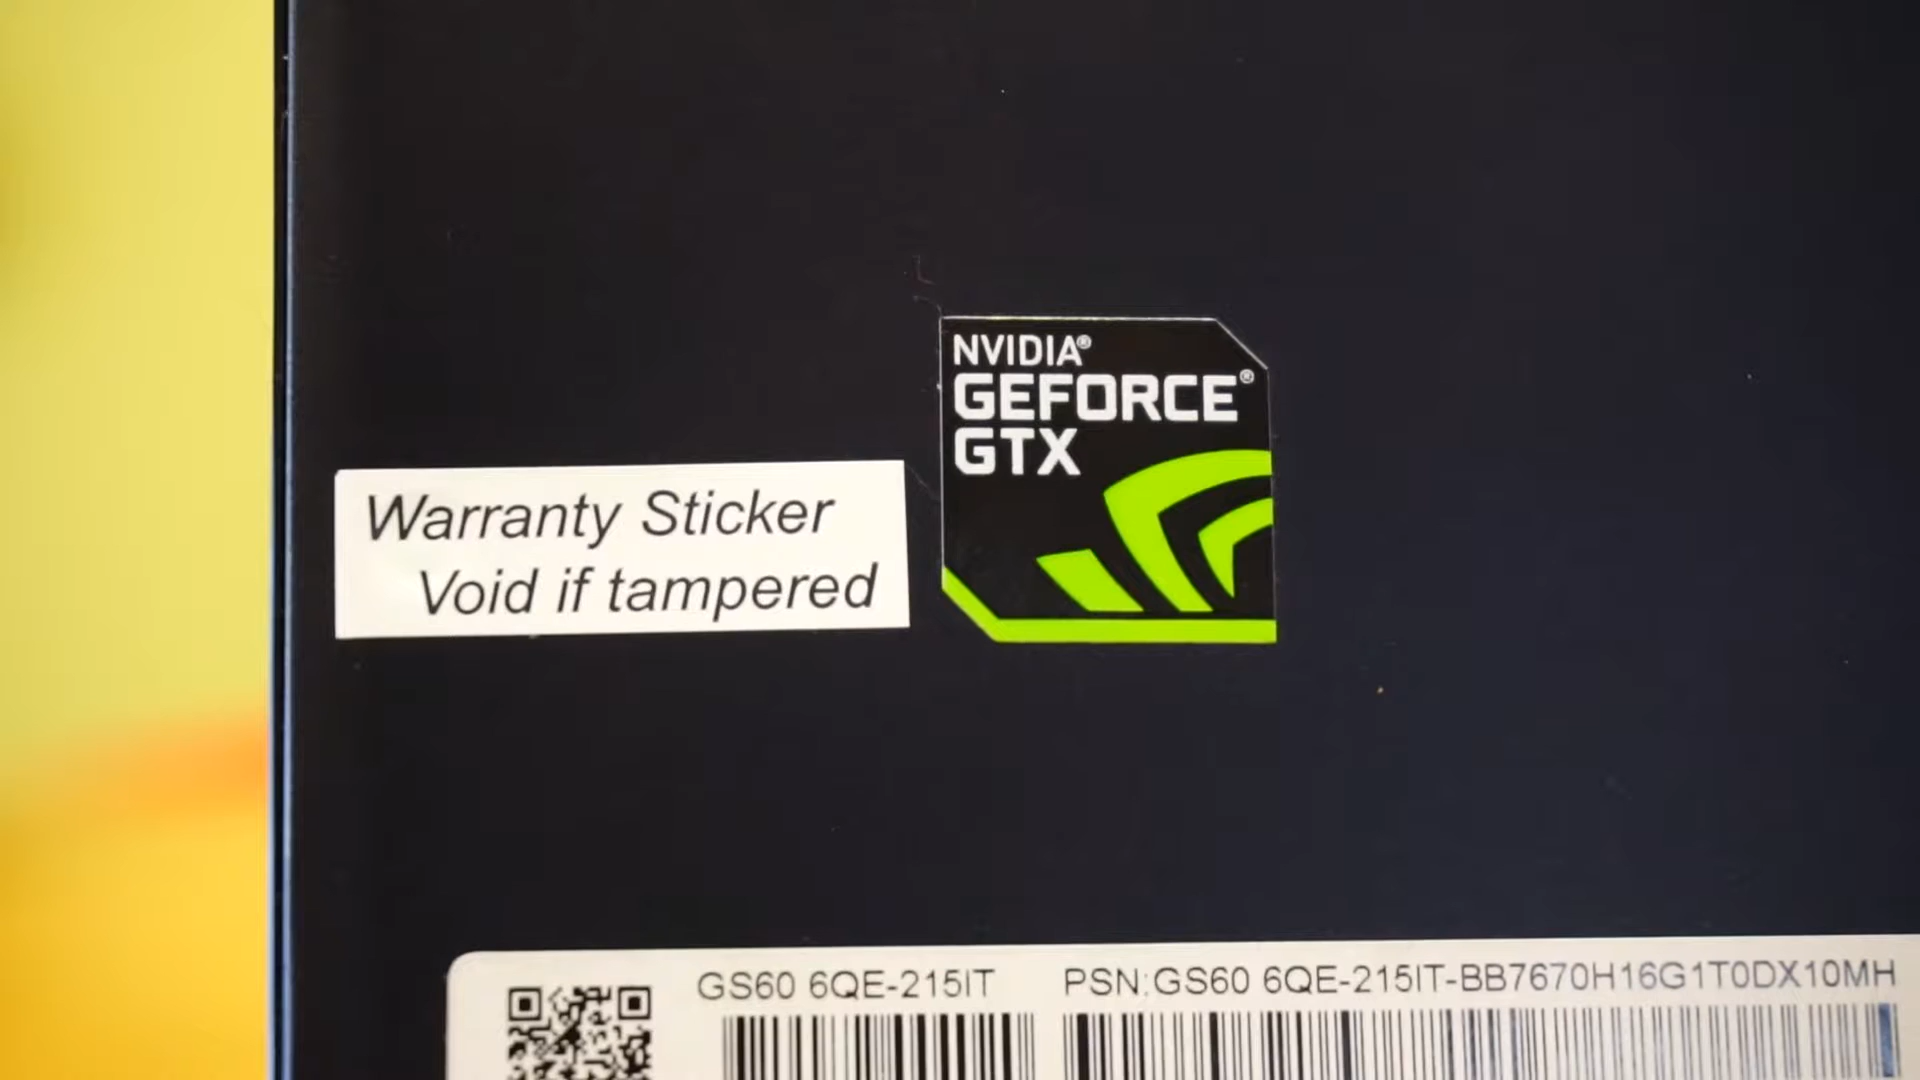 NVIDIA®
GEFORCE®
GTX
Warranty Sticker
Void if tampered
GS60 6QE-215IT
PSN:GS60 6QE-215IT-BB7670H16G1T0DX10MH